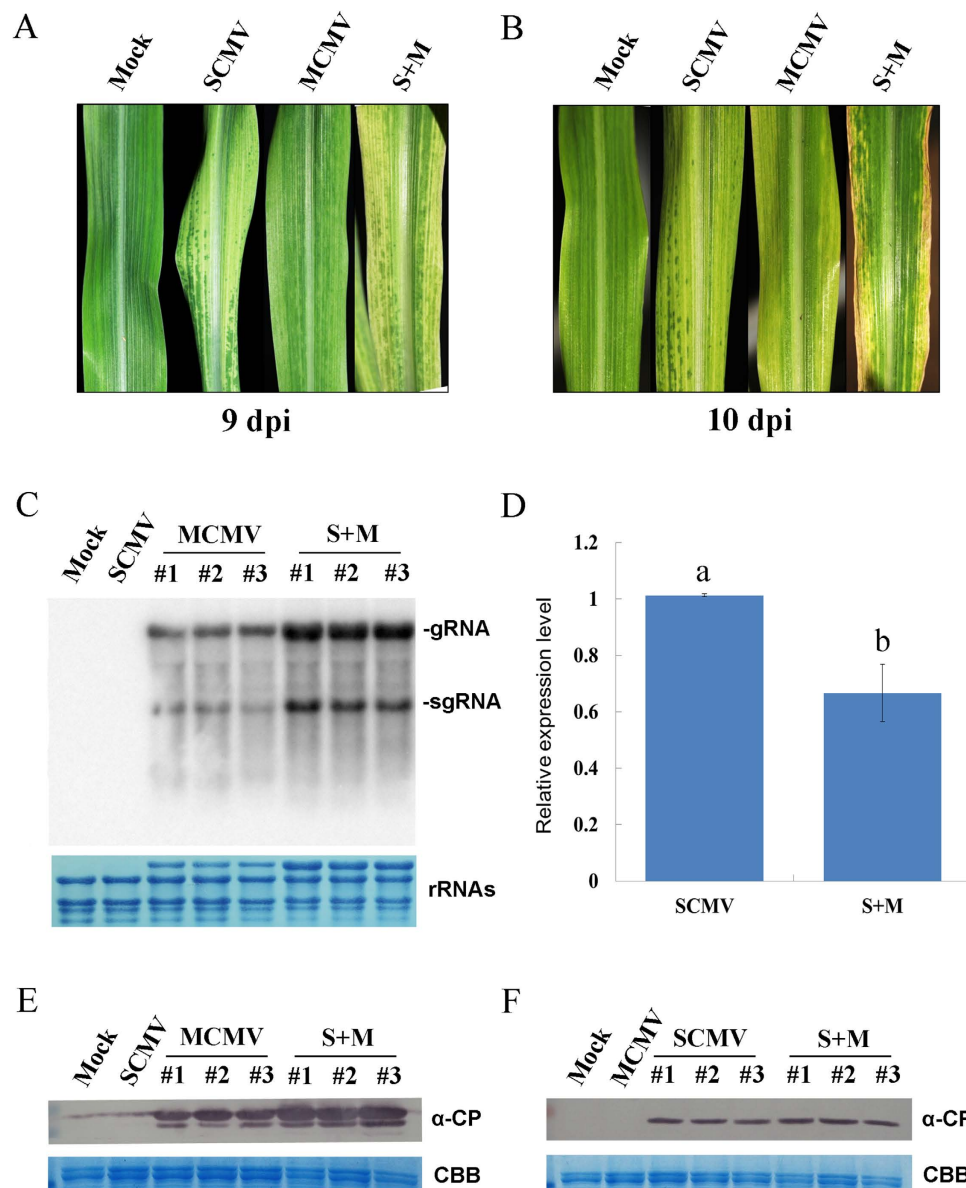 A
Mock
SCMV
MCMV
S+M
9 dpi
B
Mock
SCMV
MCMV
S+M
10 dpi
C
Mock
SCMV
MCMV
S+M
#1 #2 #3 #1 #2 #3
-gRNA
-sgRNA
rRNAs
D
Relative expression level
1.2
1
0.8
0.6
0.4
0.2
0
a
b
SCMV
S+M
E
Mock
SCMV
MCMV
S+M
#1 #2 #3 #1 #2 #3
α-CP
CBB
F
Mock
MCMV
SCMV
S+M
#1 #2 #3 #1 #2 #3
α-CP
CBB